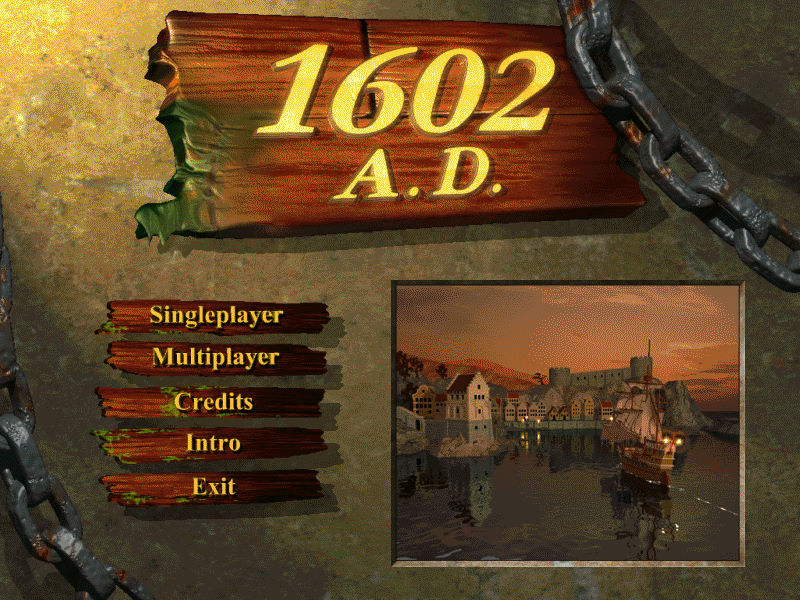 1602
A.D.
Singleplayer
Multiplayer
Credits
Intro
Exit